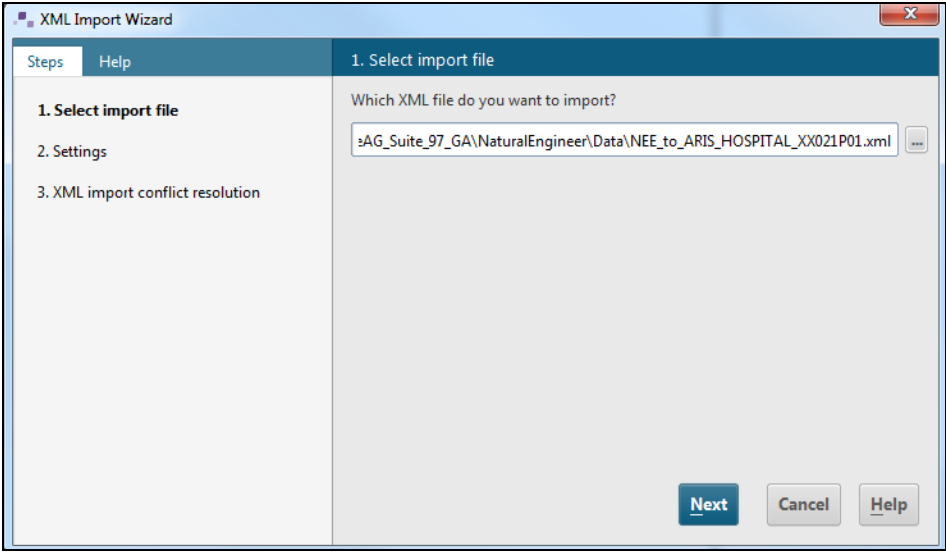 XML Import Wizard
Steps Help
1. Select import file
2. Settings
3. XML import conflict resolution
1. Select import file
Which XML file do you want to import?
eAG_Suite_97_GA\NaturalEngineer\Data\NEE_to_ARIS_HOSPITAL_XX021P01.xml ...
Next Cancel Help